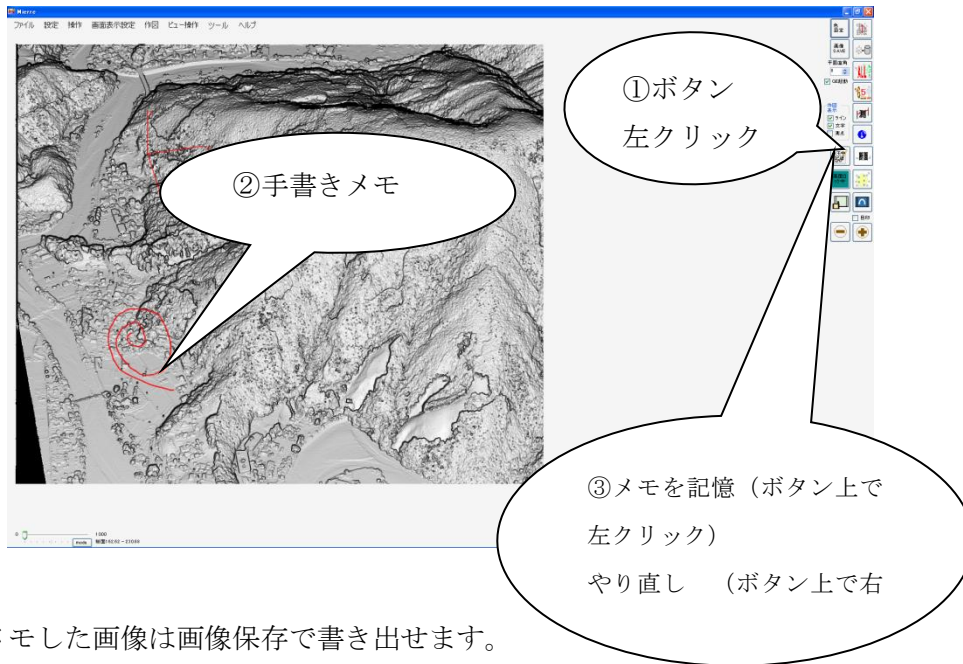 ファイル 設定 操作 画面表示設定 作図 ビュー操作 ツール ヘルプ
①ボタン
左クリック
②手書きメモ
③メモを記憶（ボタン上で
左クリック）
やり直し　（ボタン上で右
モした画像は画像保存で書き出せます。
1000